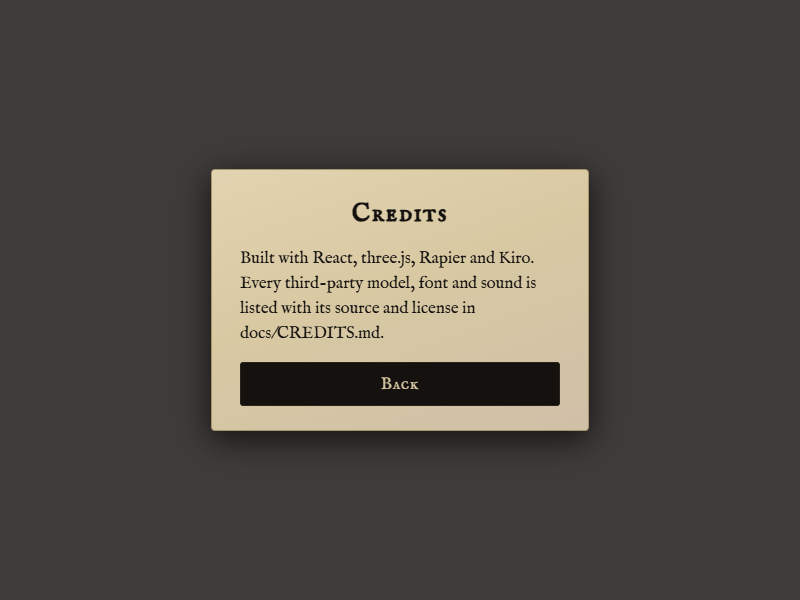 Credits
Built with React, three.js, Rapier and Kiro.
Every third-party model, font and sound is
listed with its source and license in
docs/CREDITS.md.
Back